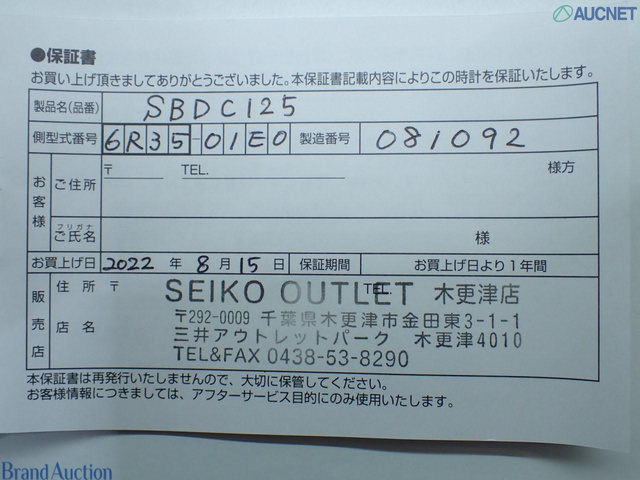 AUCNET
●保証書
お買い上げ頂きましてありがとうございました。本保証書記載内容によりこの時計を保証いたします。
製品名(品番) SBDC125
側型式番号 6R35-01E0 製造番号 081092
お客様 ご住所 〒 TEL. 様方
フリガナ
ご氏名 様
お買上げ日 2022 年 8 月 15 日 保証期間 お買上げ日より1年間
販売店 住所 〒 TEL.
店名
SEIKO OUTLET 木更津店
〒292-0009 千葉県木更津市金田東3-1-1
三井アウトレットパーク 木更津4010
TEL&FAX 0438-53-8290
本保証書は再発行いたしませんので、大切に保管してください。
お客様情報につきましては、アフターサービス目的にのみ使用いたします。
Brand Auction